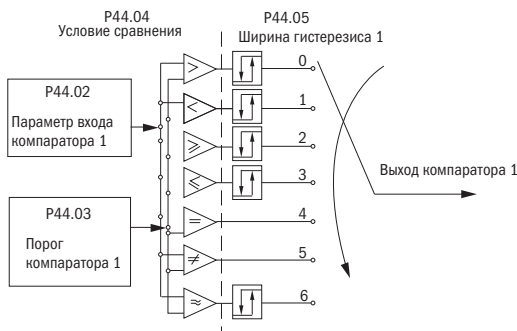 P44.04
Условие сравнения
P44.05
Ширина гистерезиса 1
P44.02
Параметр входа
компаратора 1
P44.03
Порог
компаратора 1
>
0
<
1
⩾
2
⩽
3
=
4
≠
5
≈
6
Выход компаратора 1